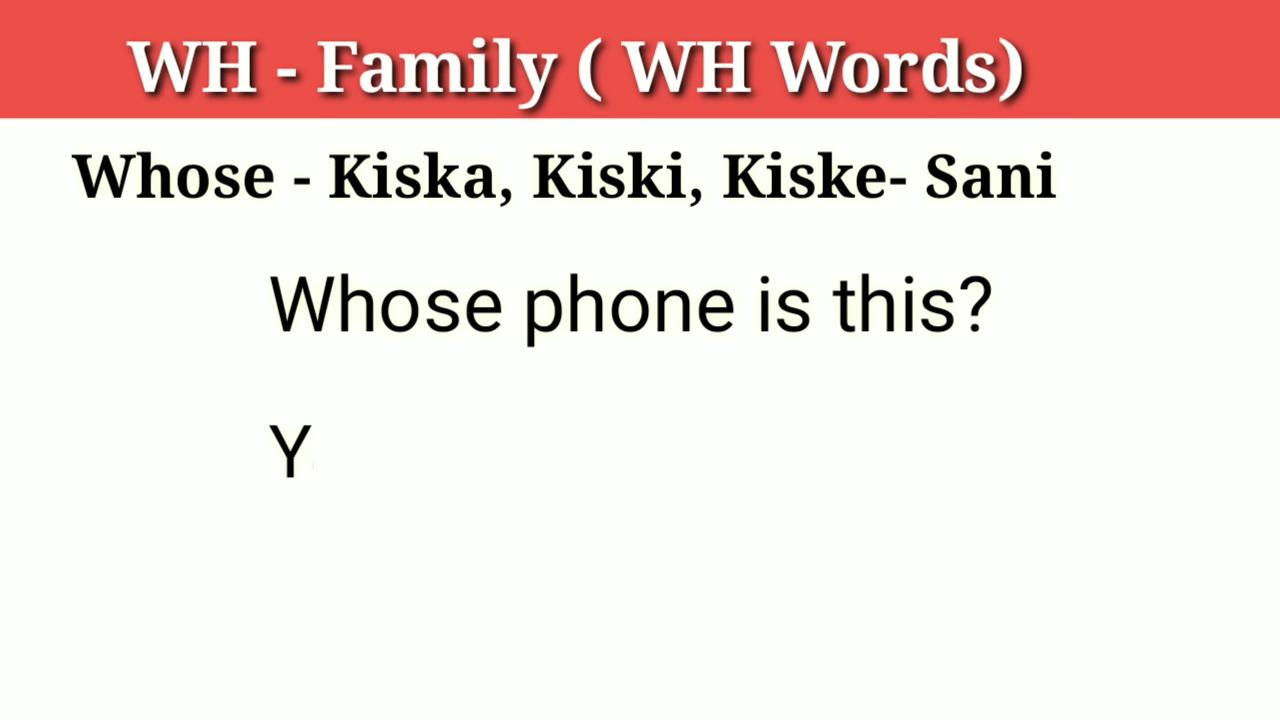 WH - Family ( WH Words)
Whose - Kiska, Kiski, Kiske- Sani
Whose phone is this?
Y